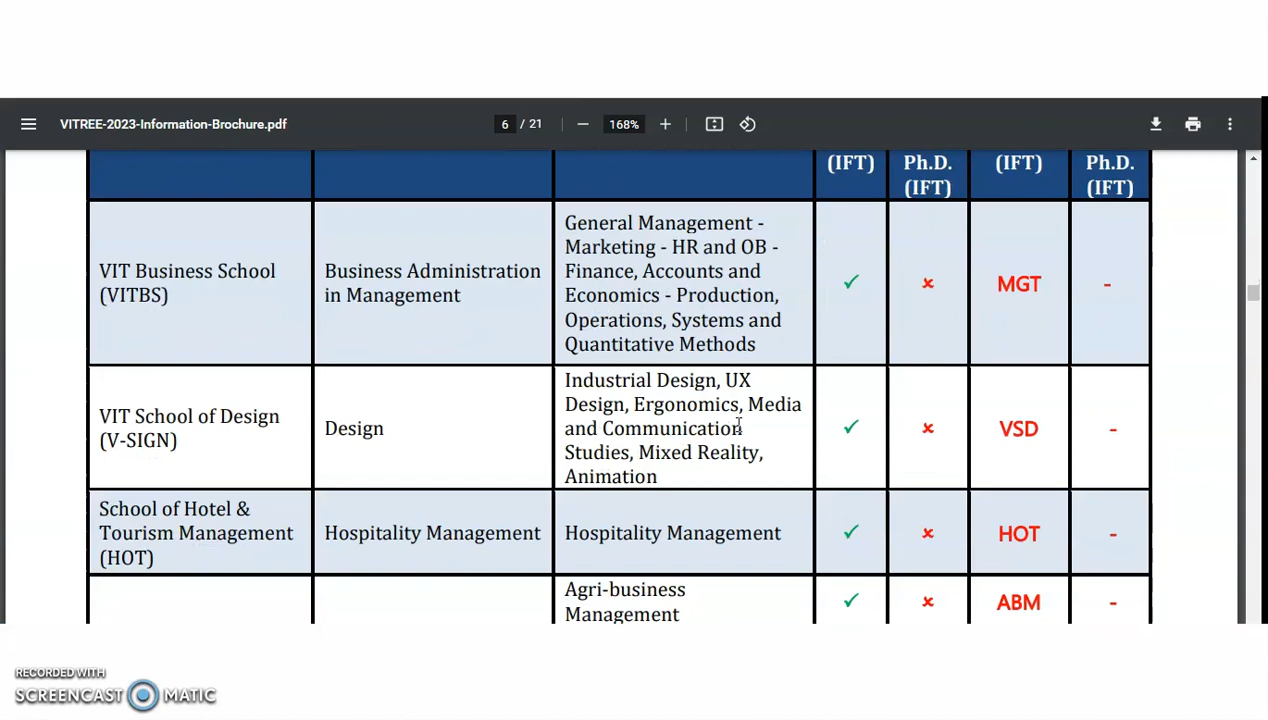 VITREE-2023-Information-Brochure.pdf
6 / 21
168%
(IFT)
Ph.D.
(IFT)
(IFT)
Ph.D.
(IFT)
VIT Business School
(VITBS)
Business Administration
in Management
General Management -
Marketing - HR and OB -
Finance, Accounts and
Economics - Production,
Operations, Systems and
Quantitative Methods
✓
×
MGT
-
VIT School of Design
(V-SIGN)
Design
Industrial Design, UX
Design, Ergonomics, Media
and Communication
Studies, Mixed Reality,
Animation
✓
×
VSD
-
School of Hotel &
Tourism Management
(HOT)
Hospitality Management
Hospitality Management
✓
×
HOT
-
Agri-business
Management
✓
×
ABM
-
RECORDED WITH
SCREENCAST MATIC